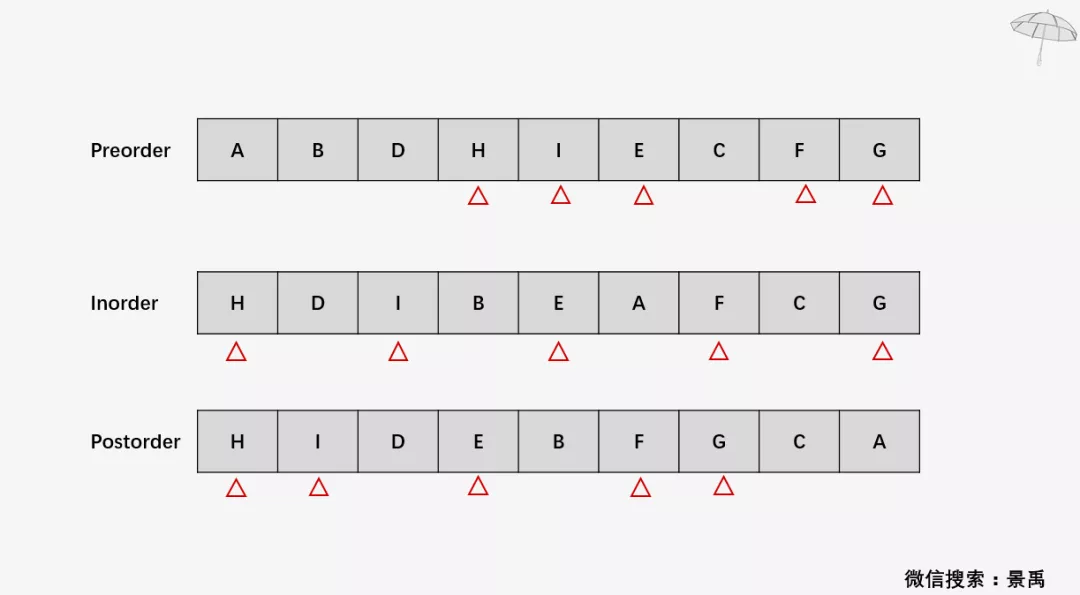 Preorder A B D H I E C F G
Inorder H D I B E A F C G
Postorder H I D E B F G C A
微信搜索：景禹